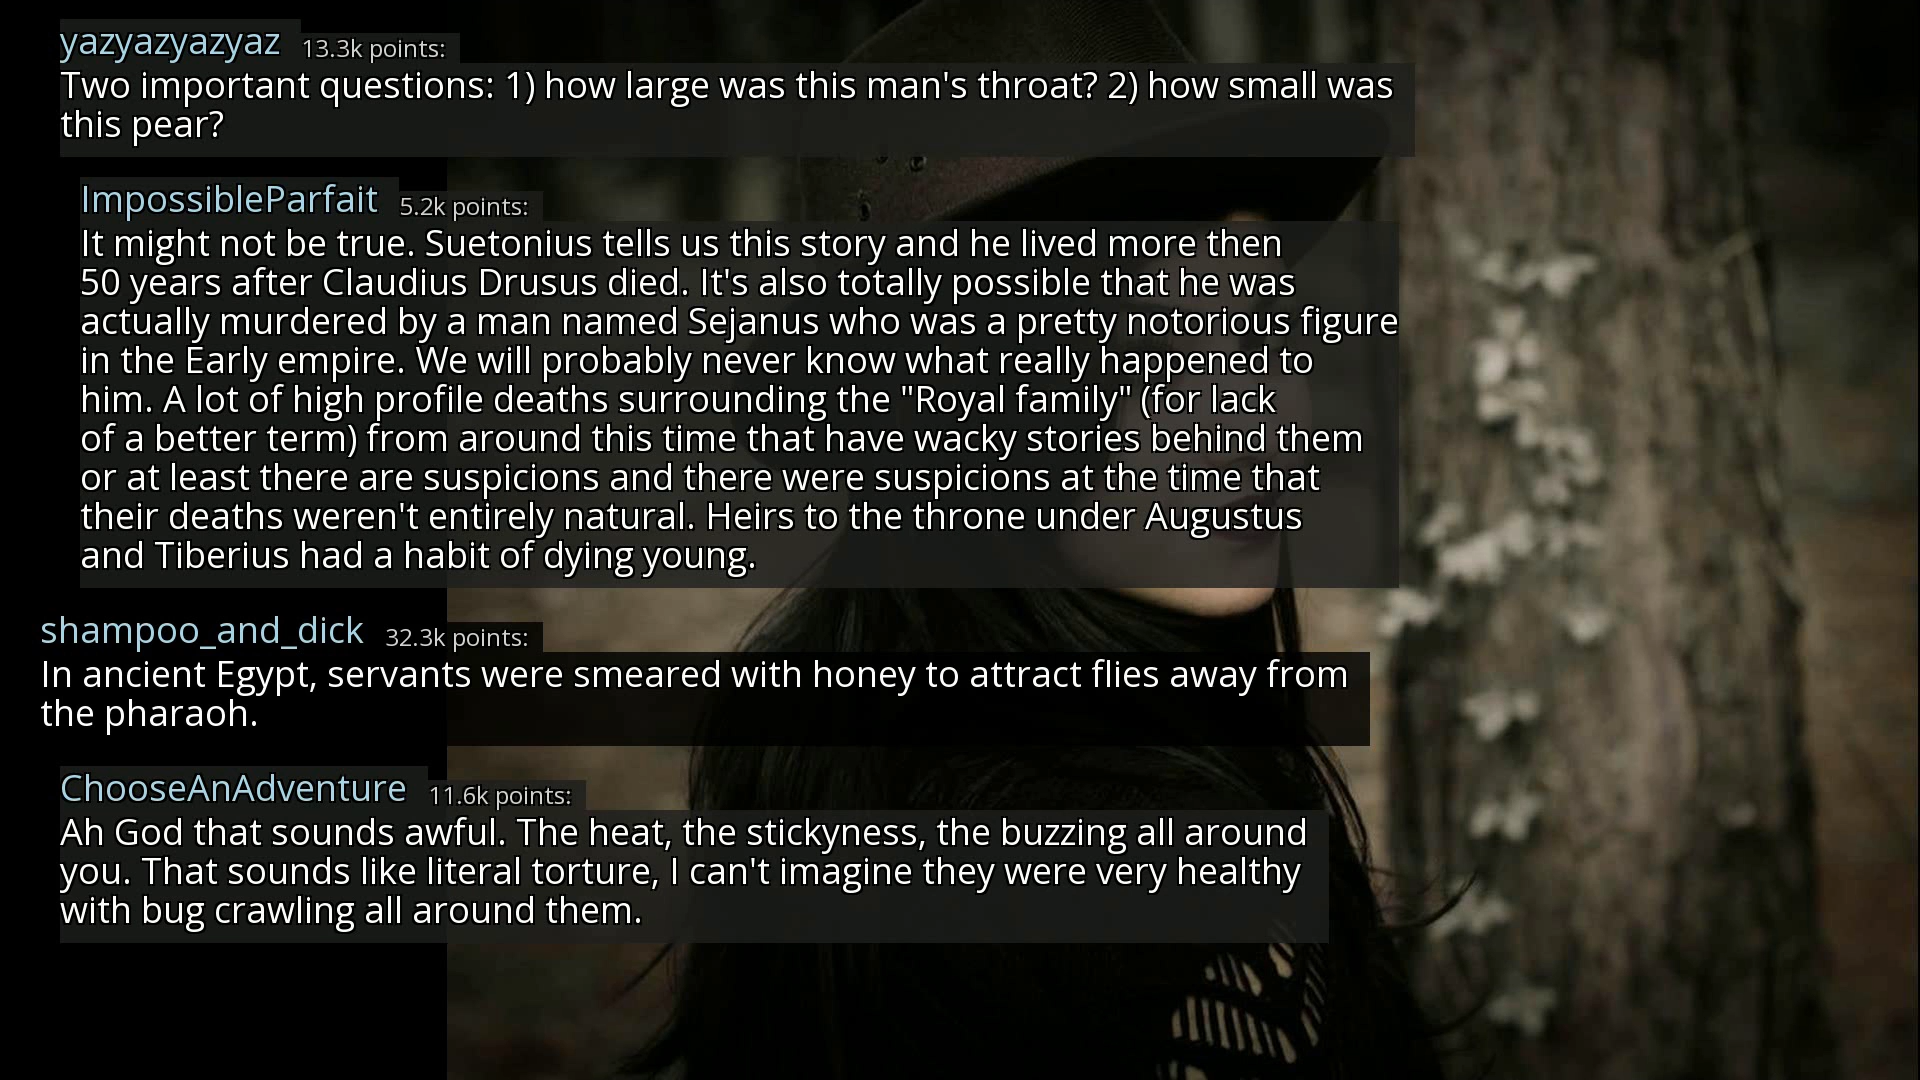 yazyazyazyaz 13.3k points:
Two important questions: 1) how large was this man's throat? 2) how small was
this pear?
ImpossibleParfait 5.2k points:
It might not be true. Suetonius tells us this story and he lived more then
50 years after Claudius Drusus died. It's also totally possible that he was
actually murdered by a man named Sejanus who was a pretty notorious figure
in the Early empire. We will probably never know what really happened to
him. A lot of high profile deaths surrounding the "Royal family" (for lack
of a better term) from around this time that have wacky stories behind them
or at least there are suspicions and there were suspicions at the time that
their deaths weren't entirely natural. Heirs to the throne under Augustus
and Tiberius had a habit of dying young.
shampoo_and_dick 32.3k points:
In ancient Egypt, servants were smeared with honey to attract flies away from
the pharaoh.
ChooseAnAdventure 11.6k points:
Ah God that sounds awful. The heat, the stickyness, the buzzing all around
you. That sounds like literal torture, I can't imagine they were very healthy
with bug crawling all around them.